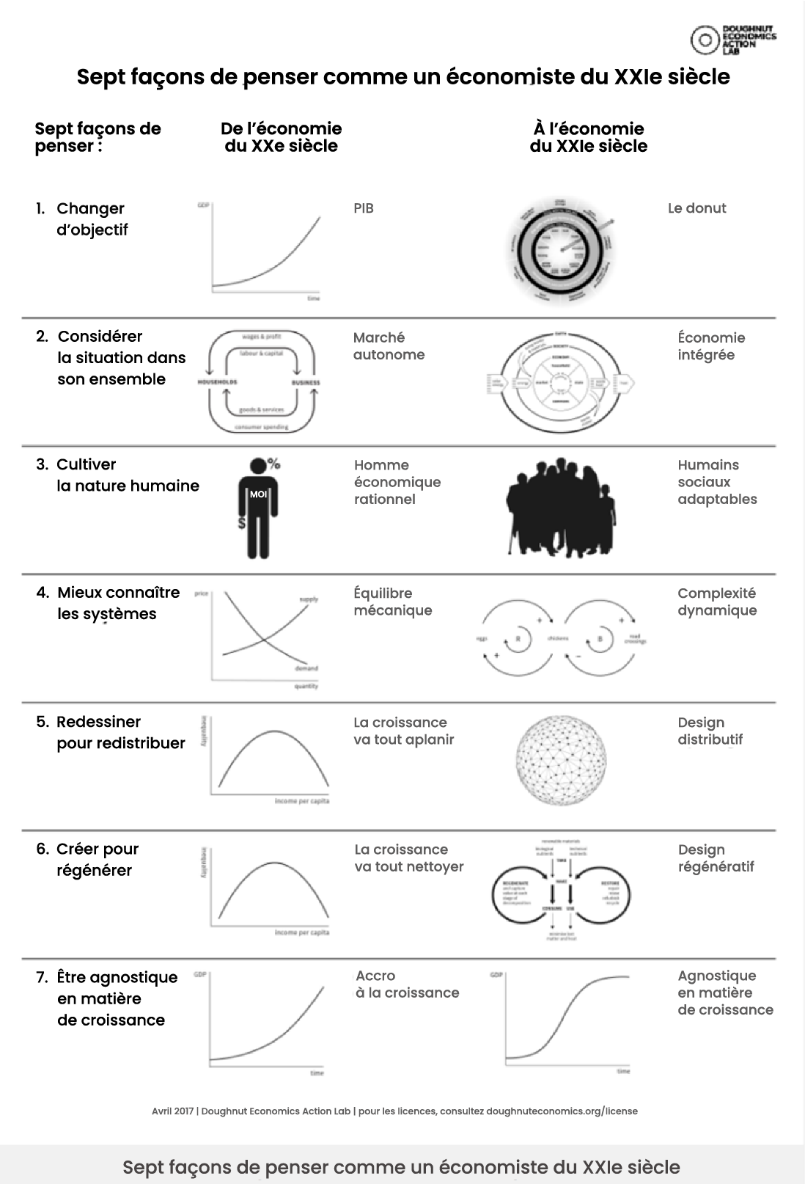 DOUGHNUT
ECONOMICS
ACTION
LAB
Sept façons de penser comme un économiste du XXIe siècle
Sept façons de
penser :
De l’économie
du XXe siècle
À l’économie
du XXIe siècle
1. Changer
d’objectif
GDP
time
PIB
Le donut
2. Considérer
la situation dans
son ensemble
wages & profit
labour & capital
HOUSEHOLDS
BUSINESS
goods & services
consumer spending
Marché
autonome
Économie
intégrée
3. Cultiver
la nature humaine
%
MOI
$
Homme
économique
rationnel
Humains
sociaux
adaptables
4. Mieux connaître
les systèmes
price
supply
demand
quantity
Équilibre
mécanique
eggs
+
+
R
chickens
B
+
−
road
crossings
Complexité
dynamique
5. Redessiner
pour redistribuer
Inequality
Income per capita
La croissance
va tout aplanir
Design
distributif
6. Créer pour
régénérer
Inequality
Income per capita
La croissance
va tout nettoyer
REGENERATE
RESTORE
CONSUME
USE
Design
régénératif
7. Être agnostique
en matière
de croissance
GDP
time
Accro
à la croissance
GDP
time
Agnostique
en matière
de croissance
Avril 2017 | Doughnut Economics Action Lab | pour les licences, consultez doughnuteconomics.org/license
Sept façons de penser comme un économiste du XXIe siècle